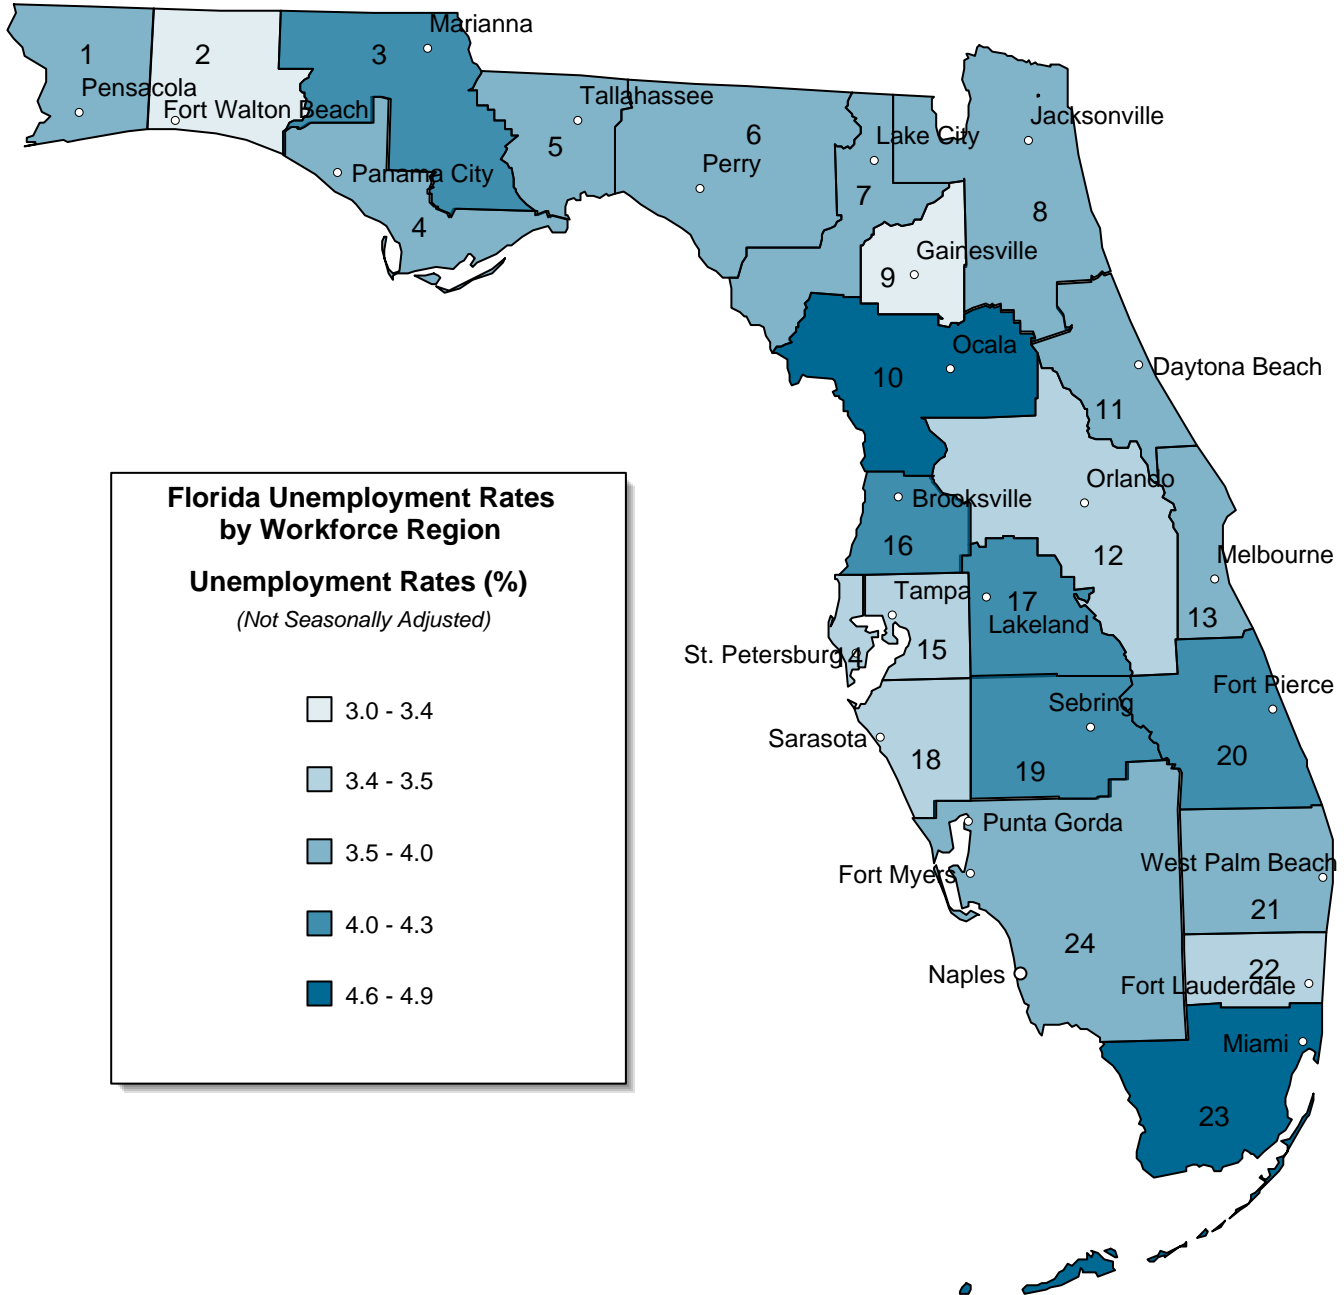 Marianna
1
2
3
Pensacola
Fort Walton Beach
Tallahassee
Jacksonville
6
Lake City
5
Perry
Panama City
7
8
4
Gainesville
9
Ocala
10
Daytona Beach
11
Florida Unemployment Rates
by Workforce Region
Unemployment Rates (%)
(Not Seasonally Adjusted)
3.0 - 3.4
3.4 - 3.5
3.5 - 4.0
4.0 - 4.3
4.6 - 4.9
Orlando
Brooksville
16
12
Melbourne
Tampa
17
Lakeland
13
St. Petersburg
14
15
Fort Pierce
Sebring
Sarasota
18
19
20
Punta Gorda
West Palm Beach
Fort Myers
21
24
22
Naples
Fort Lauderdale
Miami
23